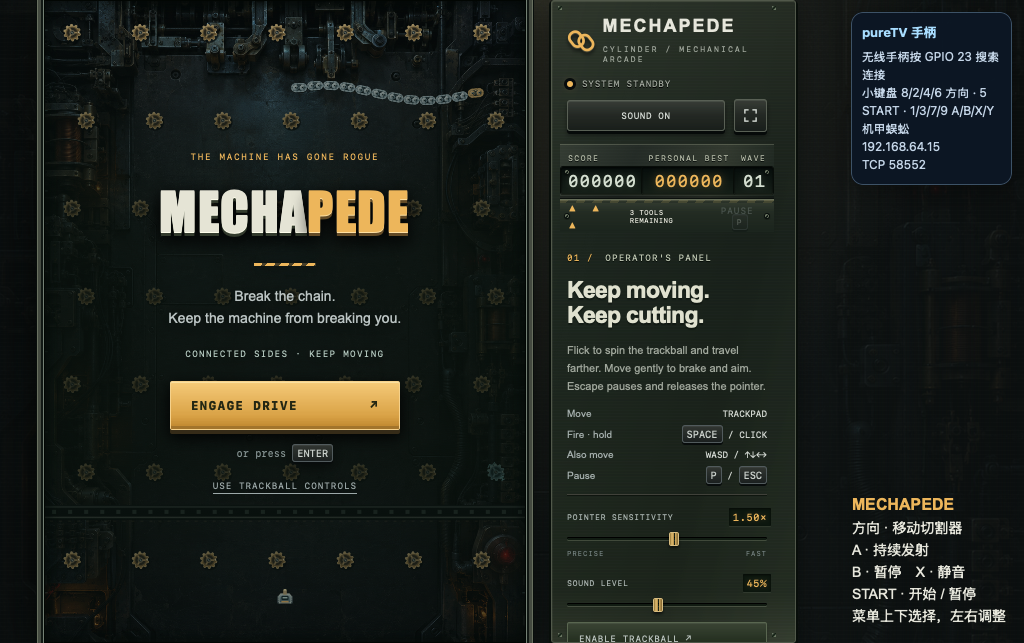 THE MACHINE HAS GONE ROGUE
MECHAPEDE
Break the chain.
Keep the machine from breaking you.
CONNECTED SIDES · KEEP MOVING
ENGAGE DRIVE ↗
or press ENTER
USE TRACKBALL CONTROLS
MECHAPEDE
CYLINDER / MECHANICAL
ARCADE
SYSTEM STANDBY
SOUND ON
SCORE PERSONAL BEST WAVE
000000 000000 01
3 TOOLS
REMAINING
PAUSE
P
01 / OPERATOR'S PANEL
Keep moving.
Keep cutting.
Flick to spin the trackball and travel
farther. Move gently to brake and aim.
Escape pauses and releases the pointer.
Move TRACKPAD
Fire · hold SPACE / CLICK
Also move WASD / ↑↓←→
Pause P / ESC
POINTER SENSITIVITY 1.50×
PRECISE FAST
SOUND LEVEL 45%
ENABLE TRACKBALL ↗
pureTV 手柄
无线手柄按 GPIO 23 搜索
连接
小键盘 8/2/4/6 方向 · 5
START · 1/3/7/9 A/B/X/Y
机甲蜈蚣
192.168.64.15
TCP 58552
MECHAPEDE
方向 · 移动切割器
A · 持续发射
B · 暂停 X · 静音
START · 开始 / 暂停
菜单上下选择，左右调整